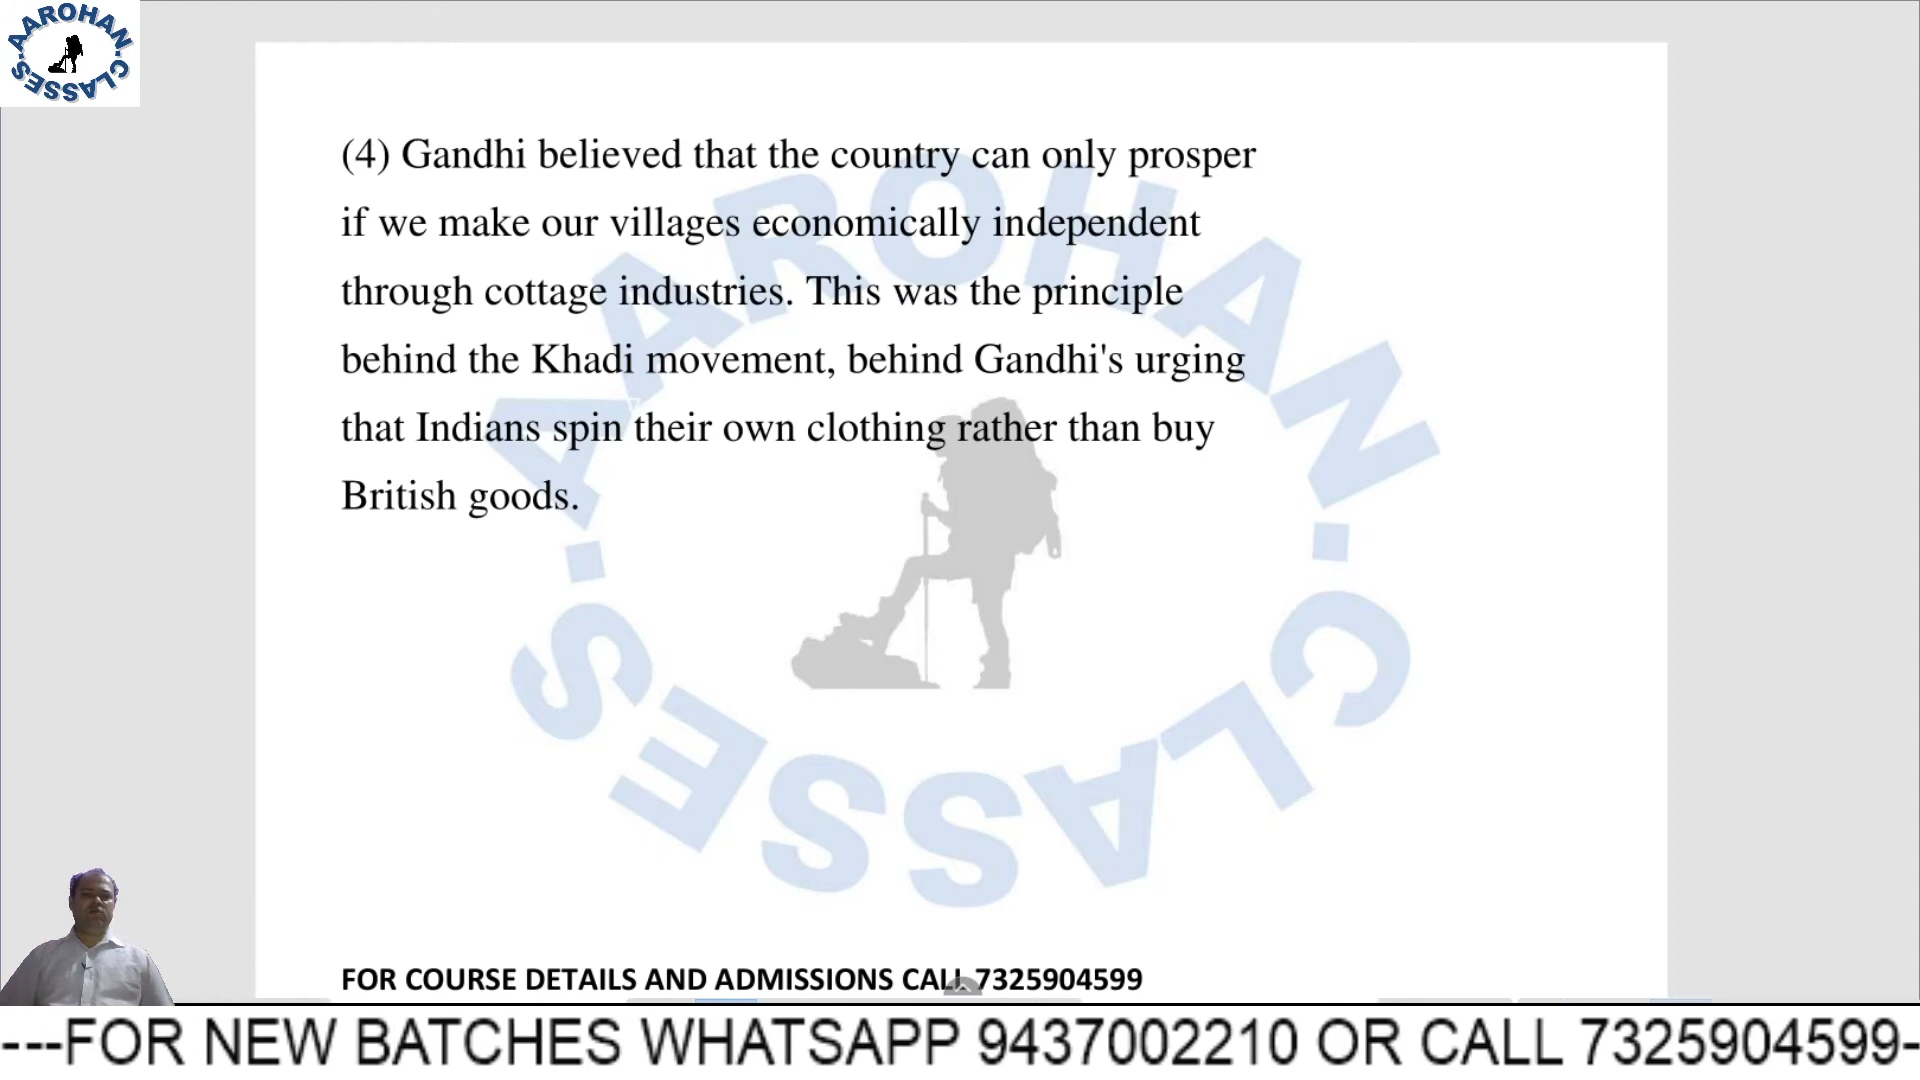 AAROHAN.CLASSES.
(4) Gandhi believed that the country can only prosper
if we make our villages economically independent
through cottage industries. This was the principle
behind the Khadi movement, behind Gandhi's urging
that Indians spin their own clothing rather than buy
British goods.
AAROHAN.CLASSES.
FOR COURSE DETAILS AND ADMISSIONS CALL 7325904599
---FOR NEW BATCHES WHATSAPP 9437002210 OR CALL 7325904599-